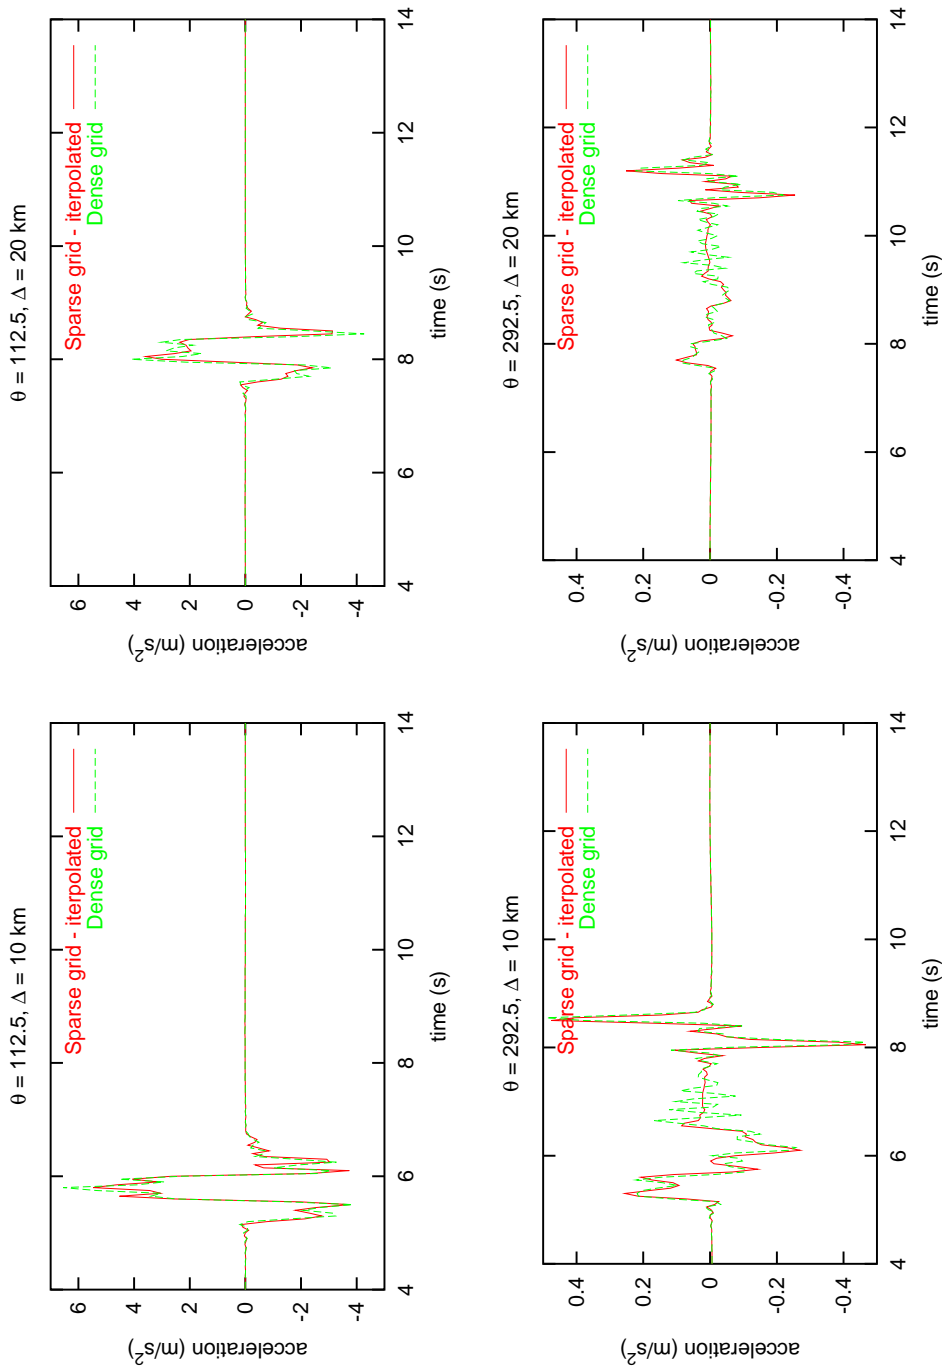 θ = 112.5, Δ = 10 km
Sparse grid - iterpolated
Dense grid
acceleration (m/s²)
6
4
2
0
-2
-4
4
6
8
10
12
14
time (s)
θ = 112.5, Δ = 20 km
Sparse grid - iterpolated
Dense grid
acceleration (m/s²)
6
4
2
0
-2
-4
4
6
8
10
12
14
time (s)
θ = 292.5, Δ = 10 km
Sparse grid - iterpolated
Dense grid
acceleration (m/s²)
0.4
0.2
0
-0.2
-0.4
4
6
8
10
12
14
time (s)
θ = 292.5, Δ = 20 km
Sparse grid - iterpolated
Dense grid
acceleration (m/s²)
0.4
0.2
0
-0.2
-0.4
4
6
8
10
12
14
time (s)